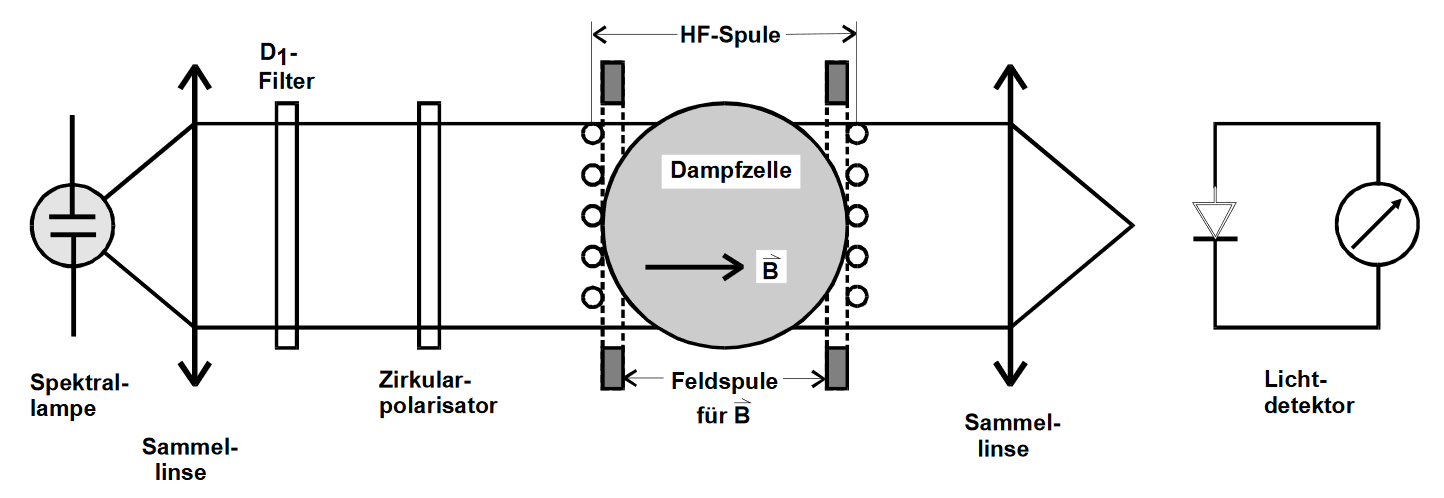 HF-Spule
D1-
Filter
Dampfzelle
B
Spektral-
lampe
Zirkular-
polarisator
Feldspule
für B
Licht-
detektor
Sammel-
linse
Sammel-
linse